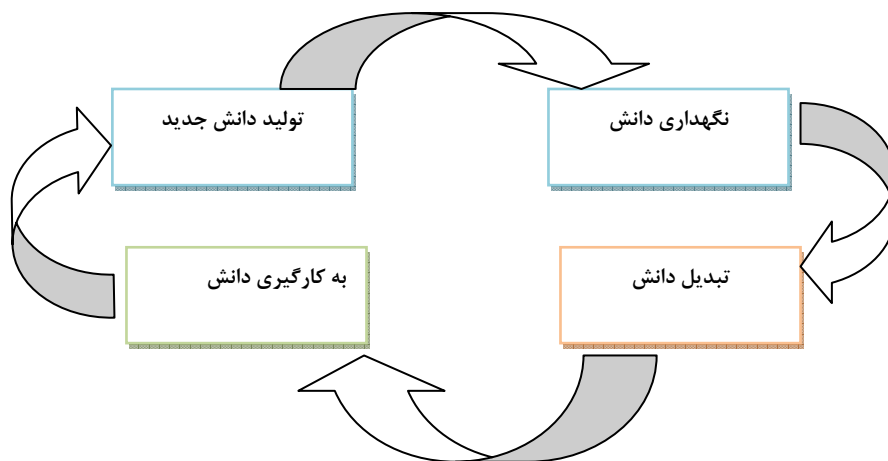 تولید دانش جدید
نگهداری دانش
تبدیل دانش
به کارگیری دانش